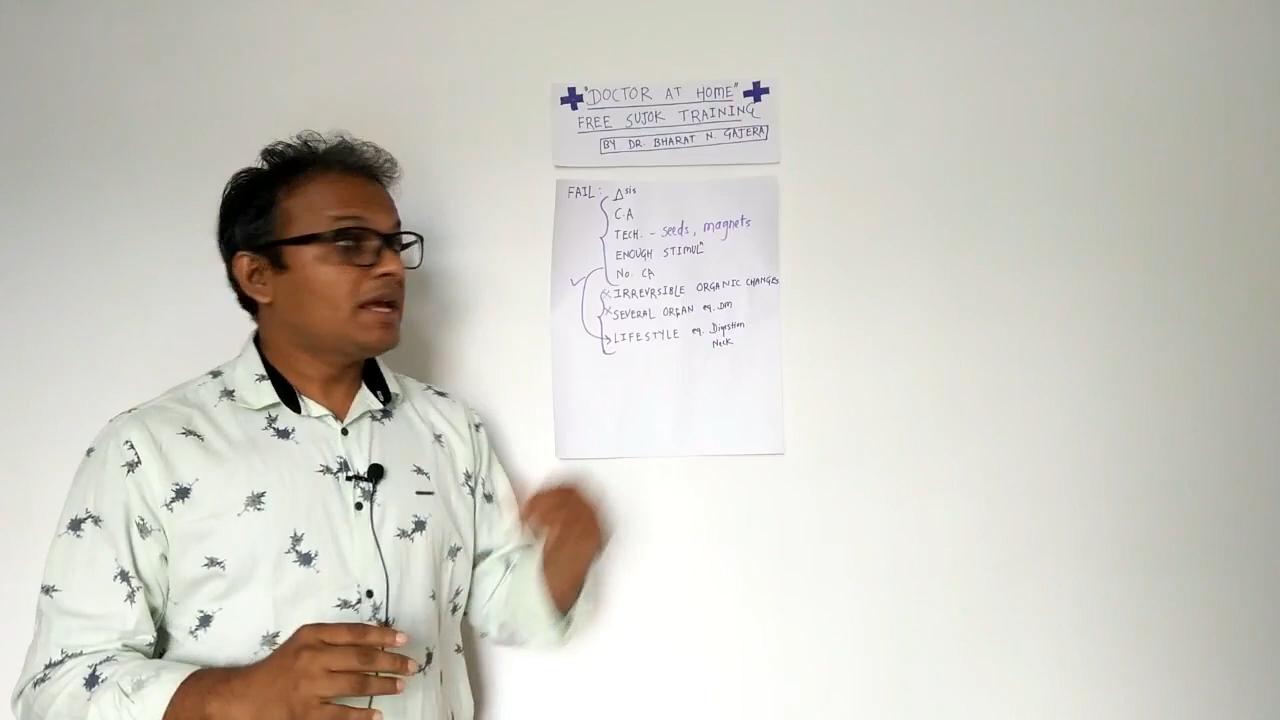 "DOCTOR AT HOME"
FREE SUJOK TRAINING
BY DR. BHARAT N. GAJERA
FAIL: Δsis
C.A
TECH. - seeds, magnets
ENOUGH STIMULⁿ
No. CA
x IRREVRSIBLE ORGANIC CHANGES
x SEVERAL ORGAN eg. DM
LIFESTYLE eg. Digestion
Neck